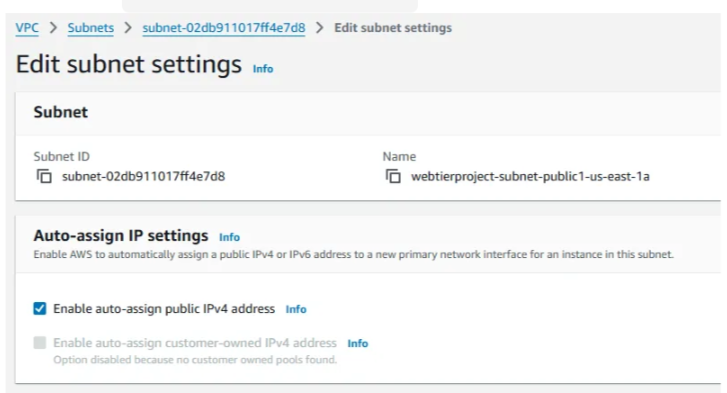 VPC > Subnets > subnet-02db911017ff4e7d8 > Edit subnet settings
Edit subnet settings Info
Subnet
Subnet ID Name
subnet-02db911017ff4e7d8 webtierproject-subnet-public1-us-east-1a
Auto-assign IP settings Info
Enable AWS to automatically assign a public IPv4 or IPv6 address to a new primary network interface for an instance in this subnet.
Enable auto-assign public IPv4 address Info
Enable auto-assign customer-owned IPv4 address Info
Option disabled because no customer owned pools found.